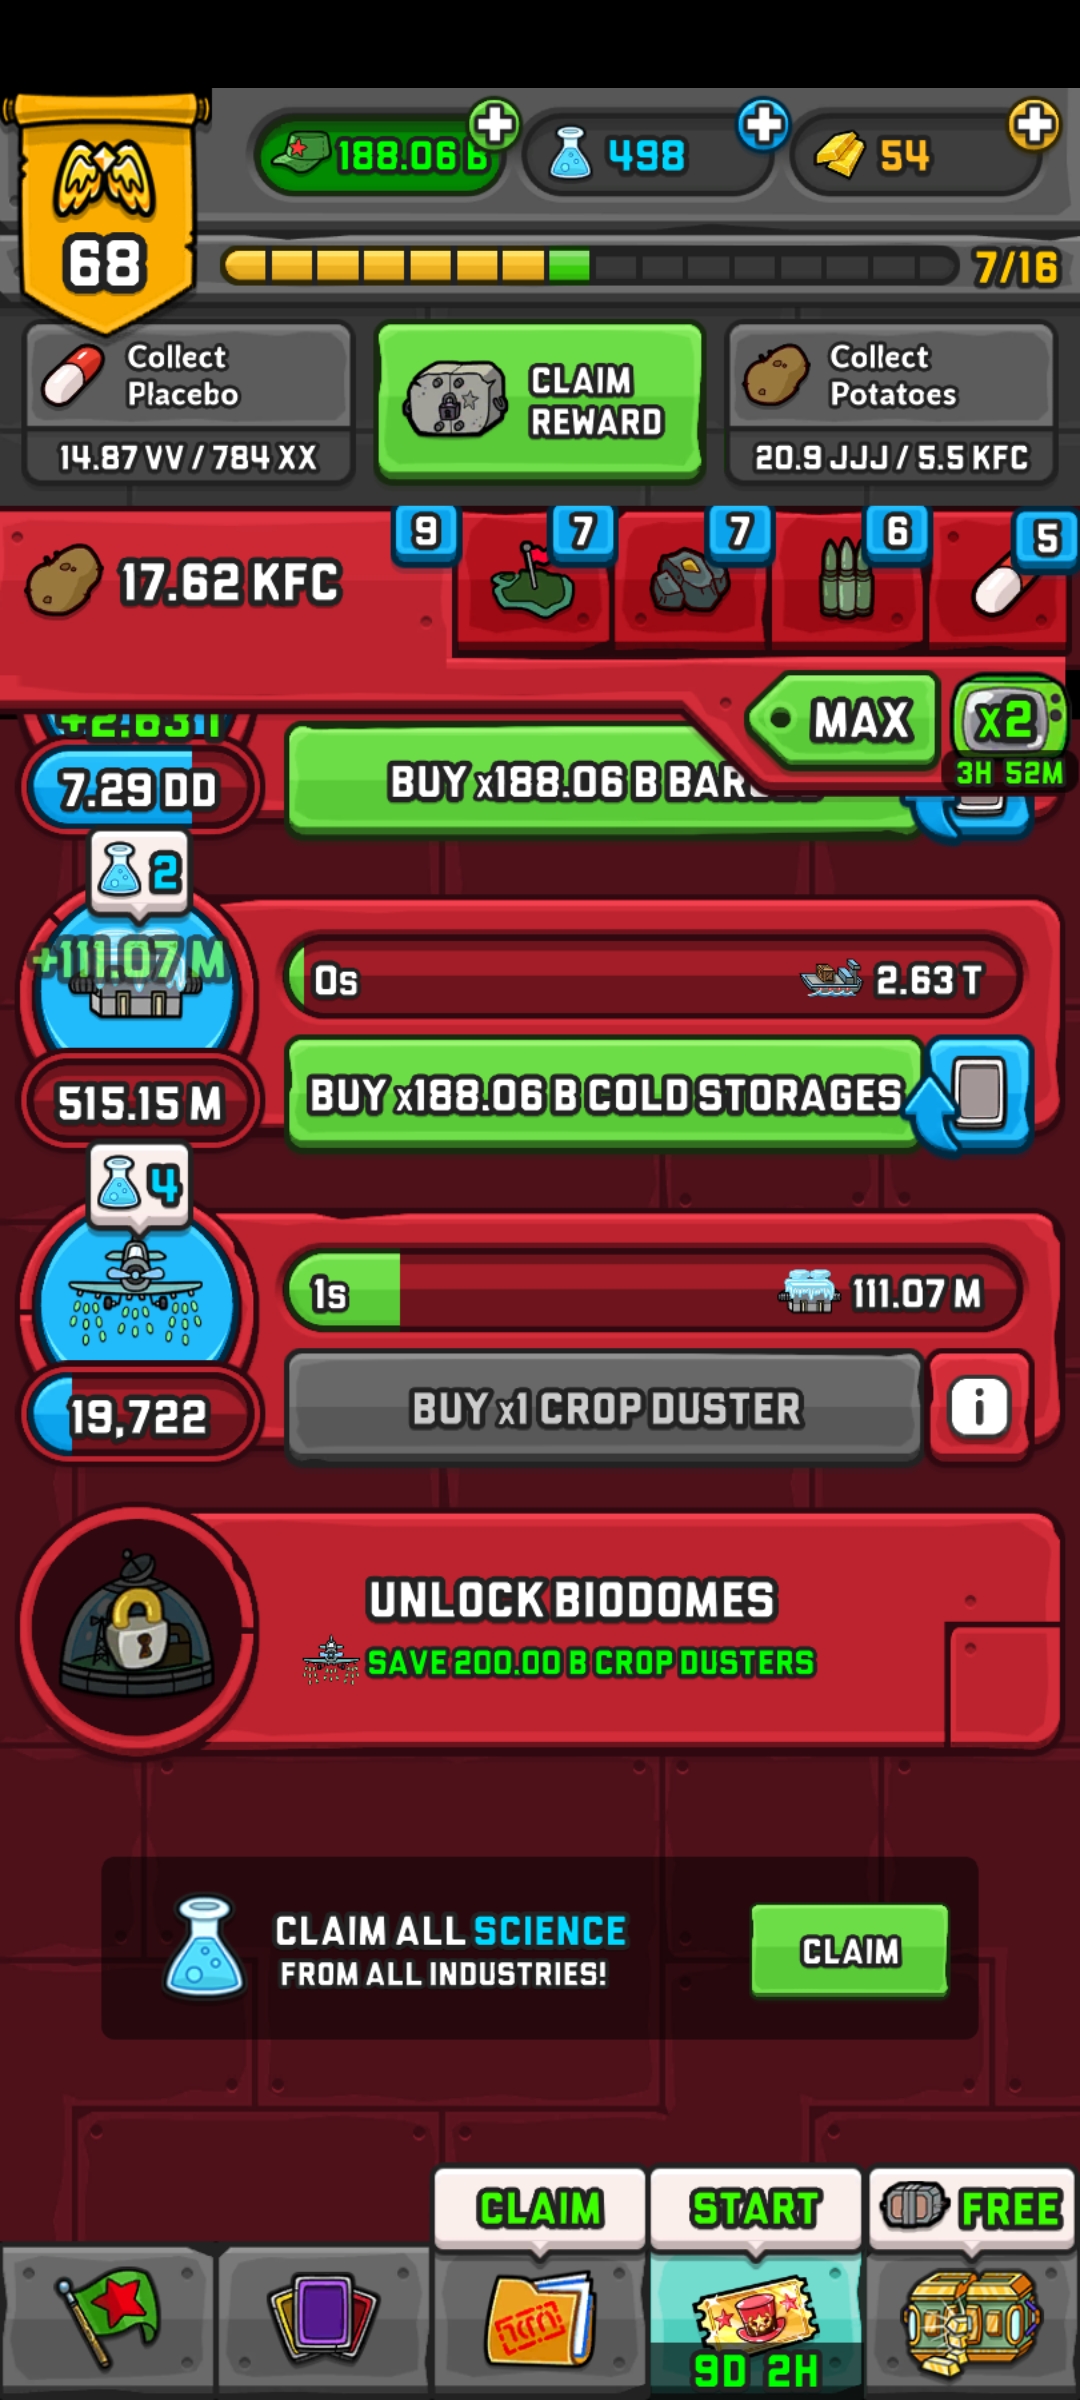 188.06 B
498
54
68
7/16
Collect
Placebo
14.87 VV / 784 XX
CLAIM
REWARD
Collect
Potatoes
20.9 JJJ / 5.5 KFC
17.62 KFC
9
7
7
6
5
MAX
x2
3H 52M
7.29 DD
BUY x188.06 B
2
+111.07 M
515.15 M
0s
2.63 T
BUY x188.06 B COLD STORAGES
4
19,722
1s
111.07 M
BUY x1 CROP DUSTER
i
UNLOCK BIODOMES
SAVE 200.00 B CROP DUSTERS
CLAIM ALL SCIENCE
FROM ALL INDUSTRIES!
CLAIM
CLAIM
START
FREE
9D 2H